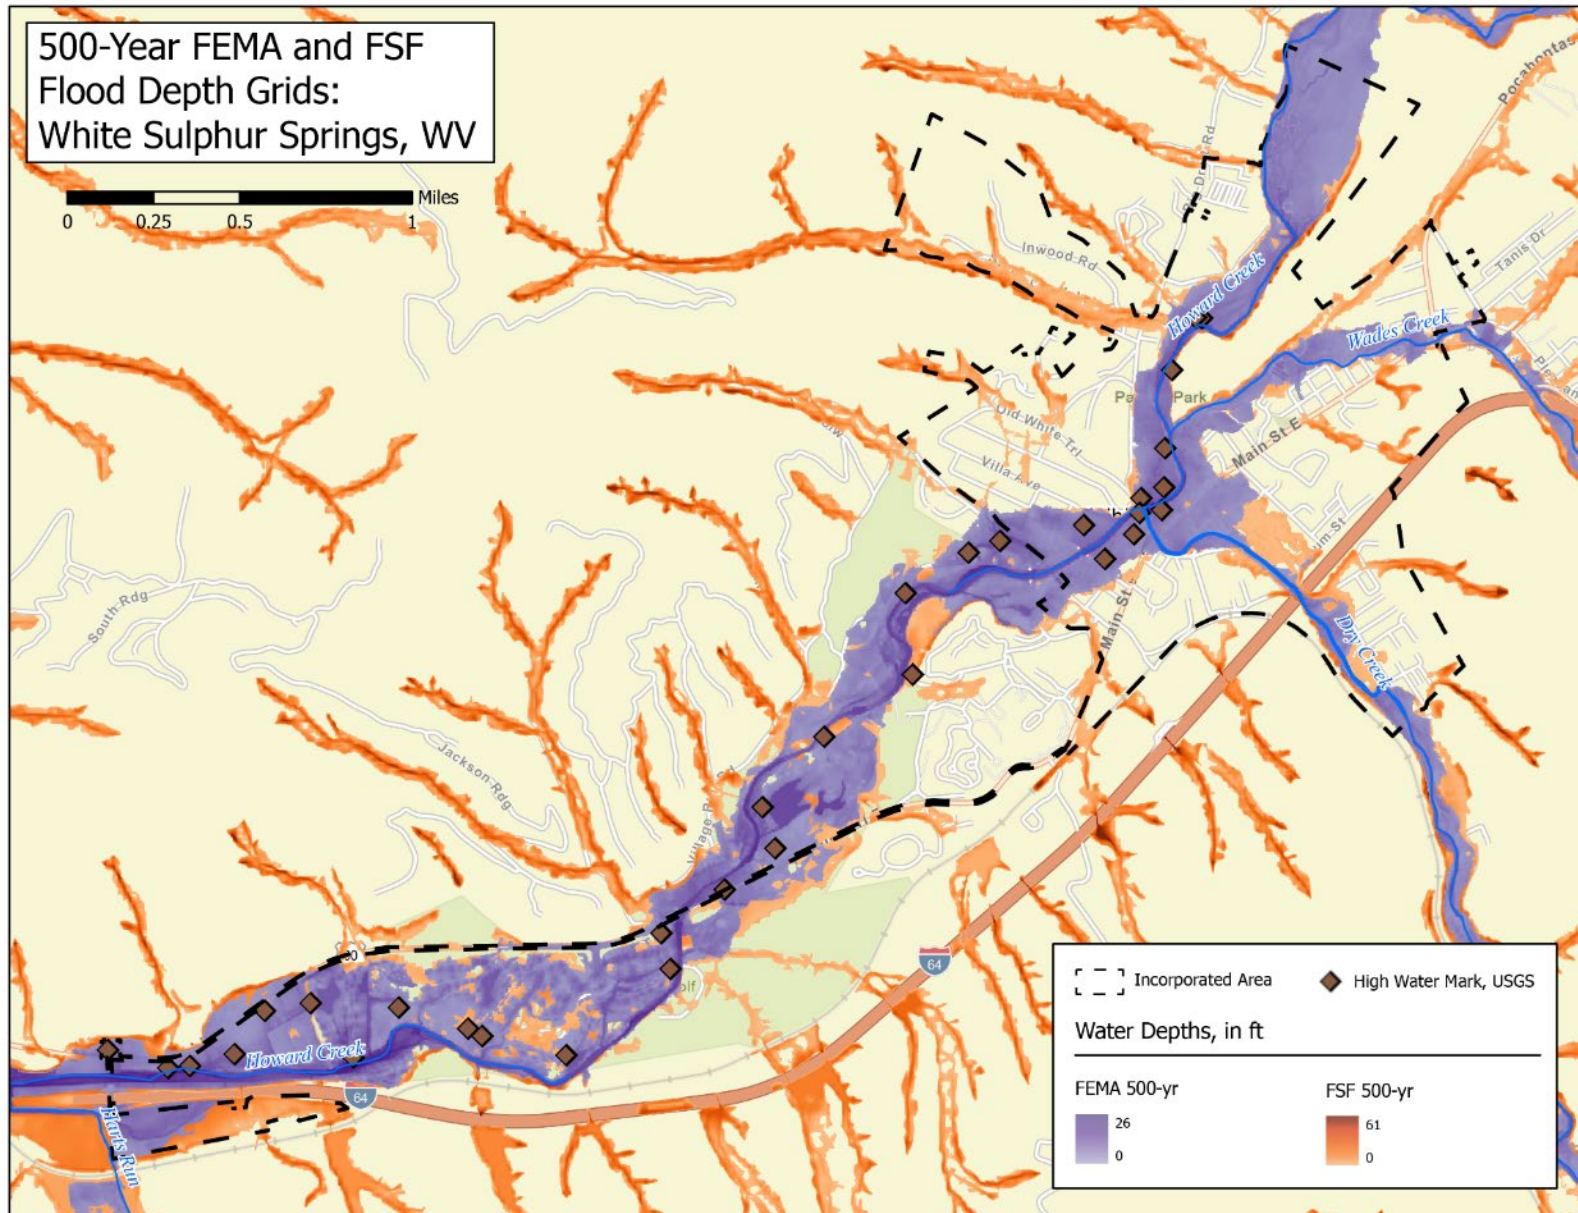 500-Year FEMA and FSF
Flood Depth Grids:
White Sulphur Springs, WV
Miles
0 0.25 0.5 1
Pocahontas
Inwood Rd
Tanis Dr
Howard Creek
Wades Creek
Park
Old White Trl
Main St E
Villa Ave
South Rdg
Main St
Dry Creek
Jackson Rdg
64
Howard Creek
64
Harts Run
Incorporated Area
High Water Mark, USGS
Water Depths, in ft
FEMA 500-yr
26
0
FSF 500-yr
61
0